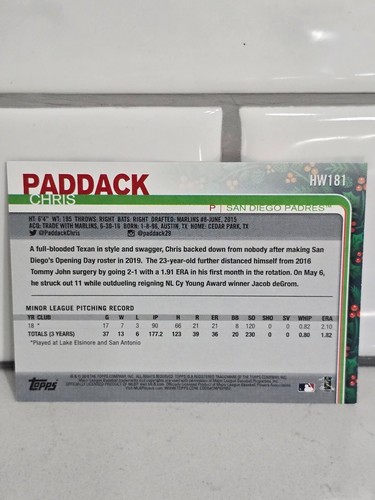 HW181
PADDACK
CHRIS
P | SAN DIEGO PADRES™
HT: 6'4" WT: 195 THROWS: RIGHT BATS: RIGHT DRAFTED: MARLINS #8-JUNE, 2015
ACQ: TRADE WITH MARLINS, 6-30-16 BORN: 1-8-96, AUSTIN, TX HOME: CEDAR PARK, TX
@PaddackChris @paddack28
A full-blooded Texan in style and swagger, Chris backed down from nobody after making San
Diego's Opening Day roster in 2019. The 23-year-old further distanced himself from 2016
Tommy John surgery by going 2-1 with a 1.91 ERA in his first month in the rotation. On May 6,
he struck out 11 while outdueling reigning NL Cy Young Award winner Jacob deGrom.
MINOR LEAGUE PITCHING RECORD
YR CLUB G W L IP H R ER BB SO SHO SV WHIP ERA
18 * 17 7 3 90 66 21 21 8 120 0 0 0.82 2.10
TOTALS (3 YEARS) 37 13 6 177.2 123 39 36 20 230 0 0 0.80 1.82
*Played at Lake Elsinore and San Antonio
Topps